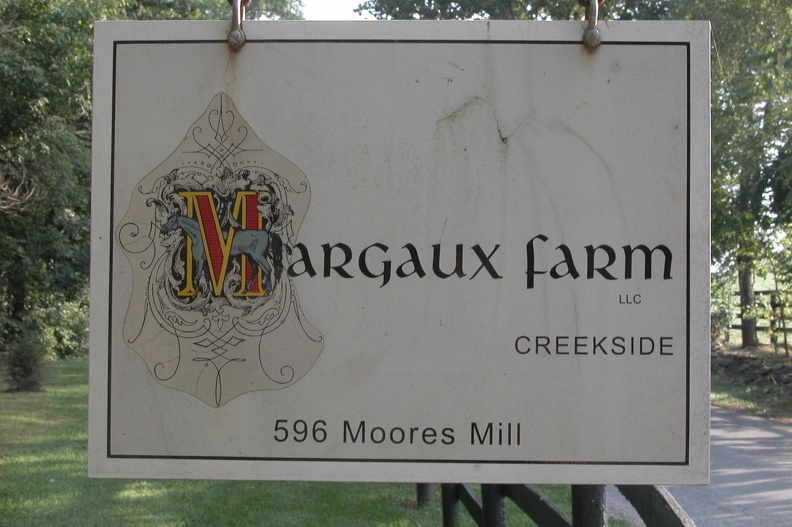 Margaux Farm
LLC
CREEKSIDE
596 Moores Mill